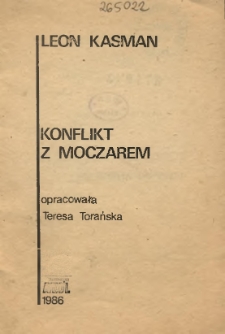 265022
LEON KASMAN
KONFLIKT
Z MOCZAREM
opracowała
Teresa Torańska
1986